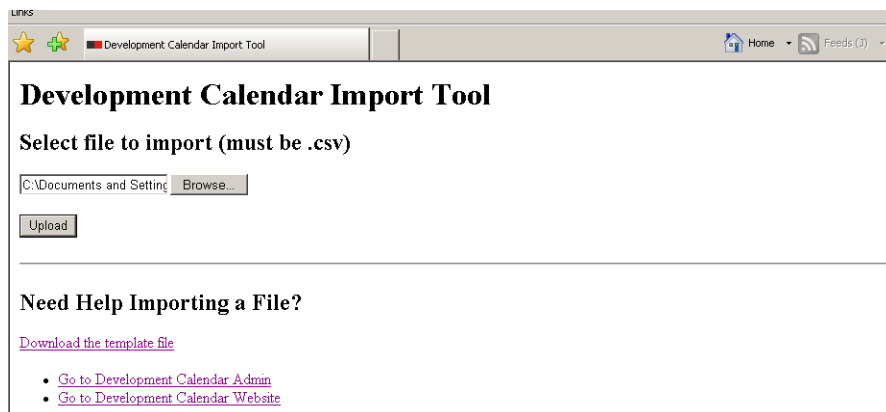 Links
Development Calendar Import Tool
Home
Feeds (J)
Development Calendar Import Tool
Select file to import (must be .csv)
C:\Documents and Setting
Browse...
Upload
Need Help Importing a File?
Download the template file
Go to Development Calendar Admin
Go to Development Calendar Website